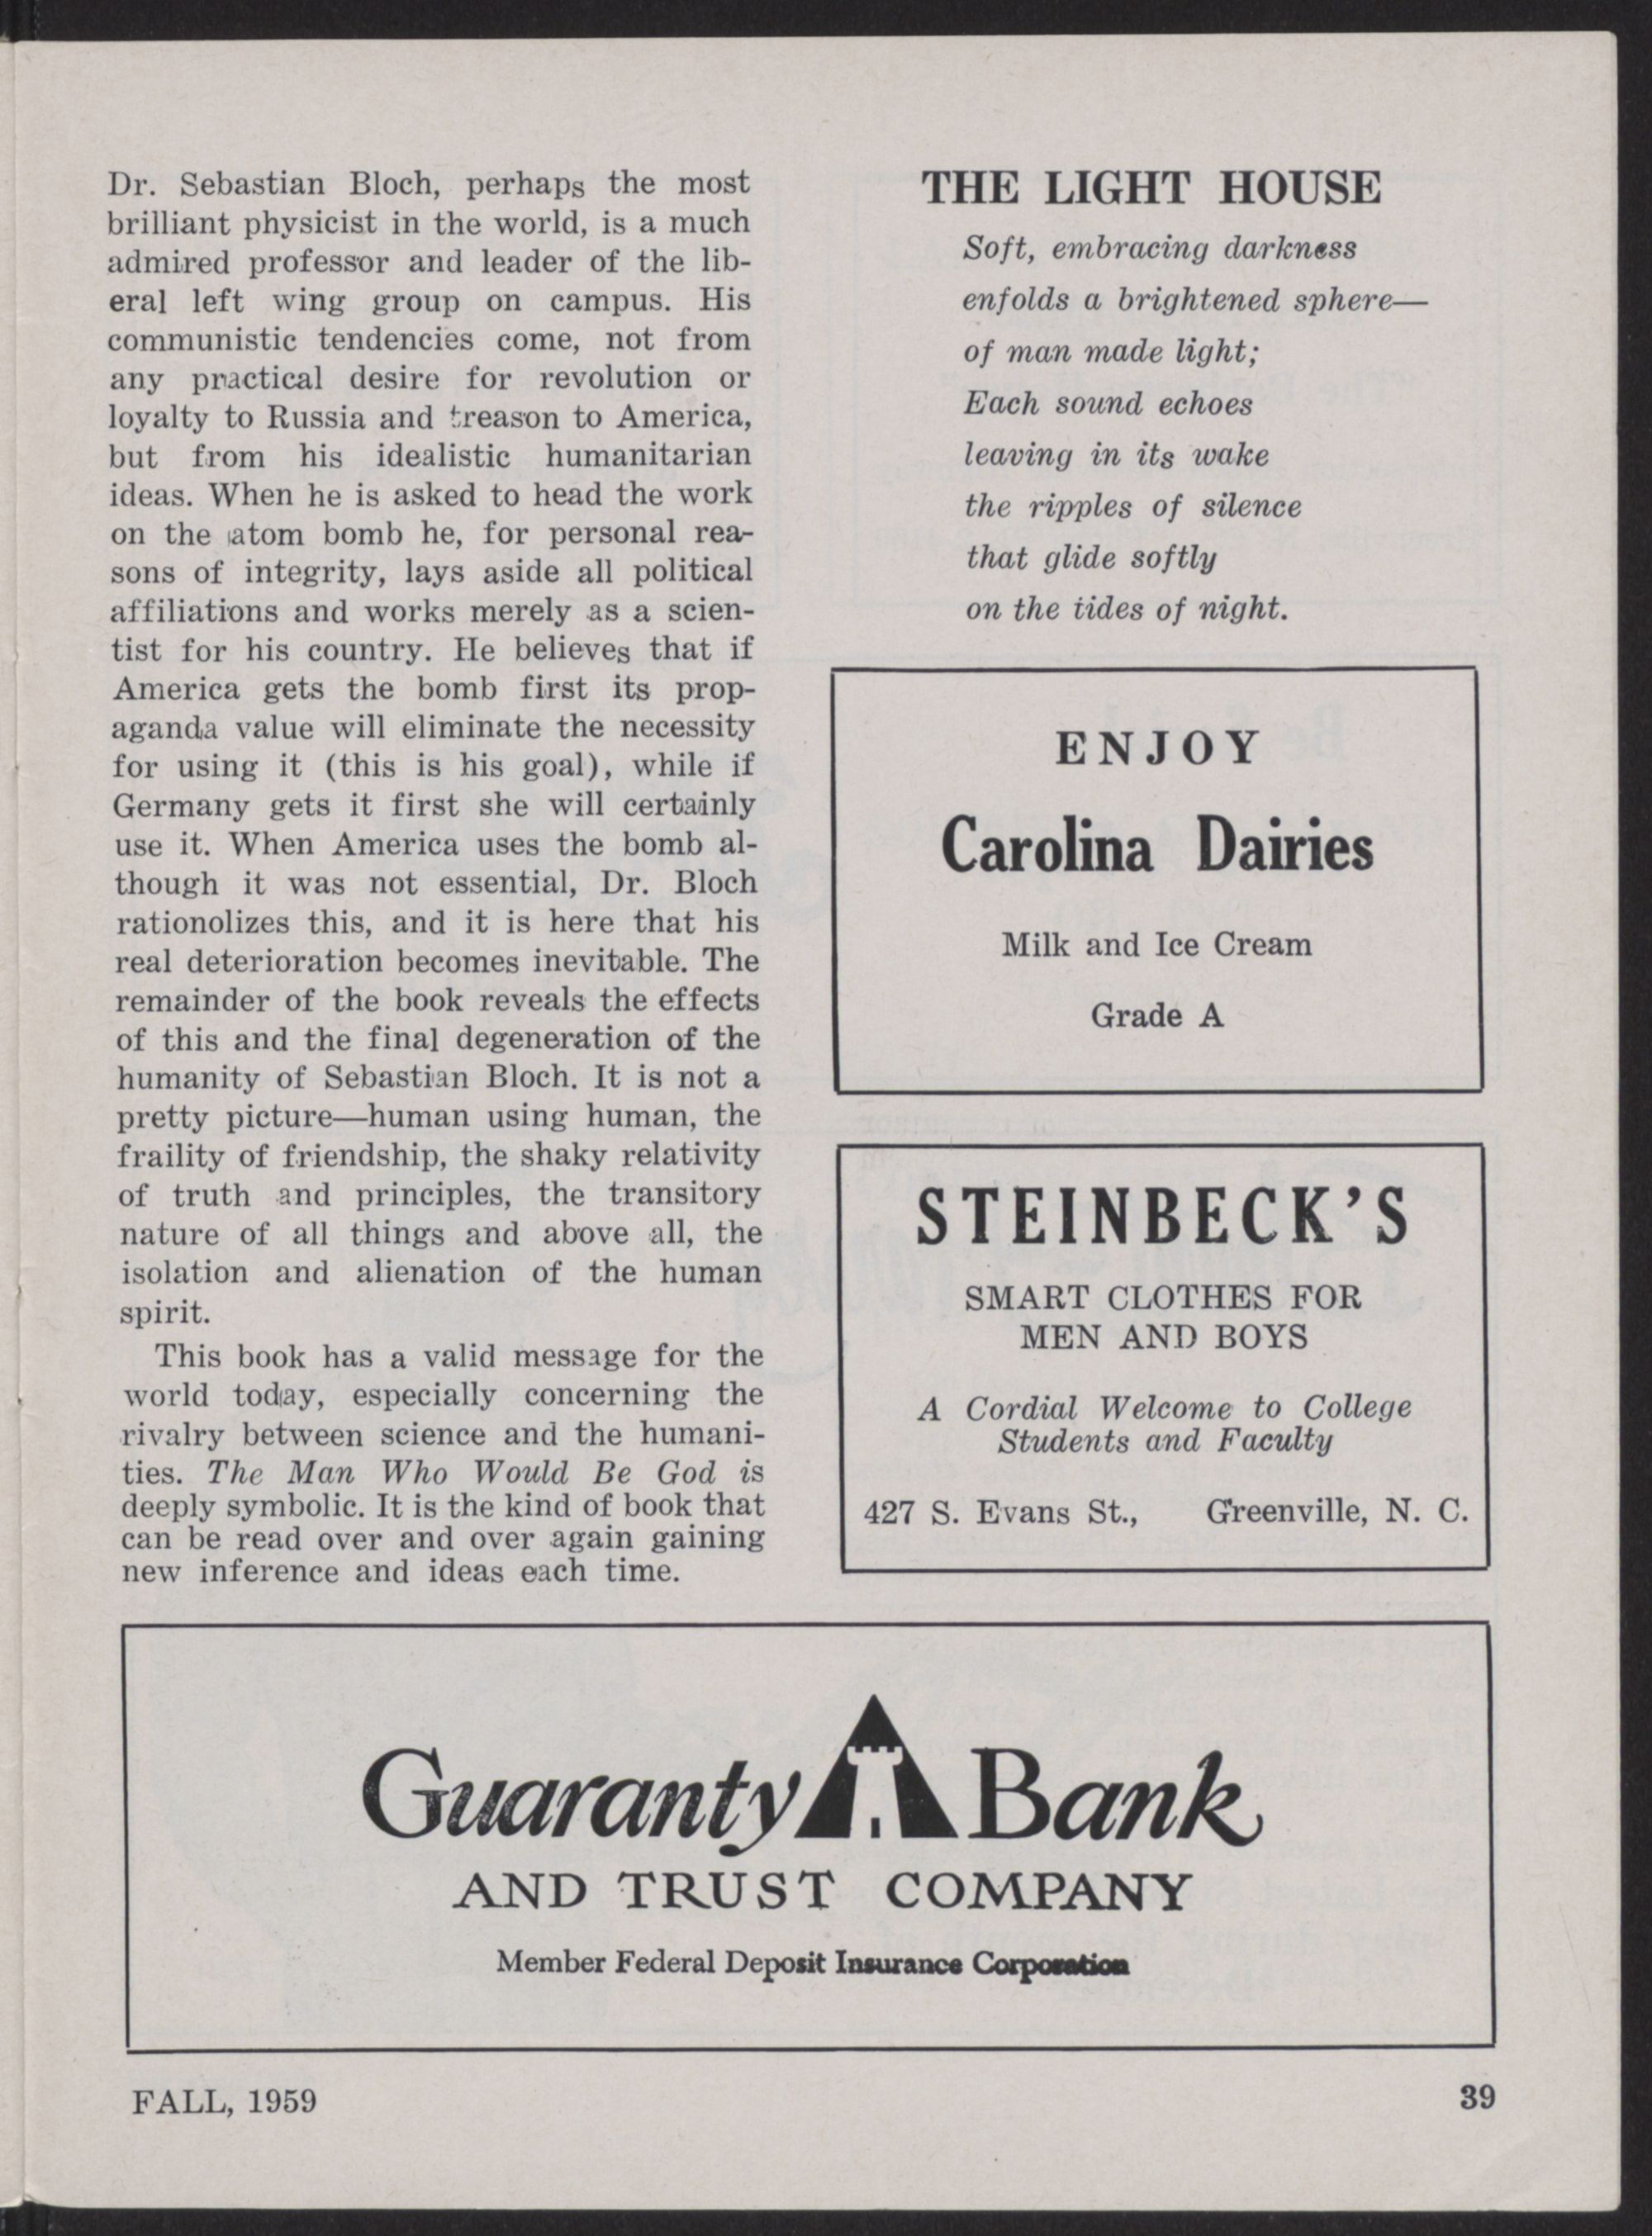 Dr. Sebastian Bloch, perhaps the most
brilliant physicist in the world, is a much
admired professor and leader of the lib-
eral left wing group on campus. His
communistic tendencies come, not from
any practical desire for revolution or
loyalty to Russia and treason to America,
but from his idealistic humanitarian
ideas. When he is asked to head the work
on the atom bomb he, for personal rea-
sons of integrity, lays aside all political
affiliations and works merely as a scien-
tist for his country. He believes that if
America gets the bomb first its prop-
aganda value will eliminate the necessity
for using it (this is his goal), while if
Germany gets it first she will certainly
use it. When America uses the bomb al-
though it was not essential, Dr. Bloch
rationolizes this, and it is here that his
real deterioration becomes inevitable. The
remainder of the book reveals the effects
of this and the final degeneration of the
humanity of Sebastian Bloch. It is not a
pretty picture—human using human, the
fraility of friendship, the shaky relativity
of truth and principles, the transitory
nature of all things and above all, the
isolation and alienation of the human
spirit.
This book has a valid message for the
world today, especially concerning the
rivalry between science and the humani-
ties. The Man Who Would Be God is
deeply symbolic. It is the kind of book that
can be read over and over again gaining
new inference and ideas each time.
THE LIGHT HOUSE
Soft, embracing darkness
enfolds a brightened sphere—
of man made light;
Each sound echoes
leaving in its wake
the ripples of silence
that glide softly
on the tides of night.
ENJOY
Carolina Dairies
Milk and Ice Cream
Grade A
STEINBECK'S
SMART CLOTHES FOR
MEN AND BOYS
A Cordial Welcome to College
Students and Faculty
427 S. Evans St., Greenville, N. C.
Guaranty Bank
AND TRUST COMPANY
Member Federal Deposit Insurance Corporation
FALL, 1959
39